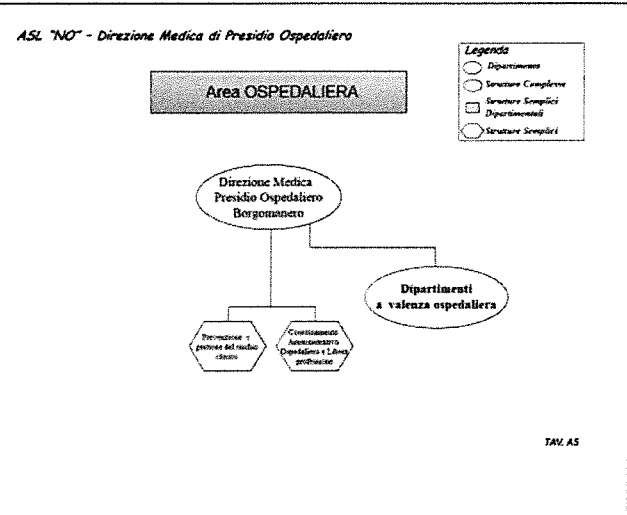 ASL "NO" - Direzione Medica di Presidio Ospedaliero
Legenda
Dipartimento
Strutture Complesse
Strutture Semplici
Dipartimentali
Strutture Semplici
Area OSPEDALIERA
Direzione Medica
Presidio Ospedaliero
Borgomanero
Dipartimenti
a valenza ospedaliera
Prevenzione e
gestione del rischio
clinico
Coordinamento
Amministrativo
Ospedaliero e Libera
professione
TAV. A5